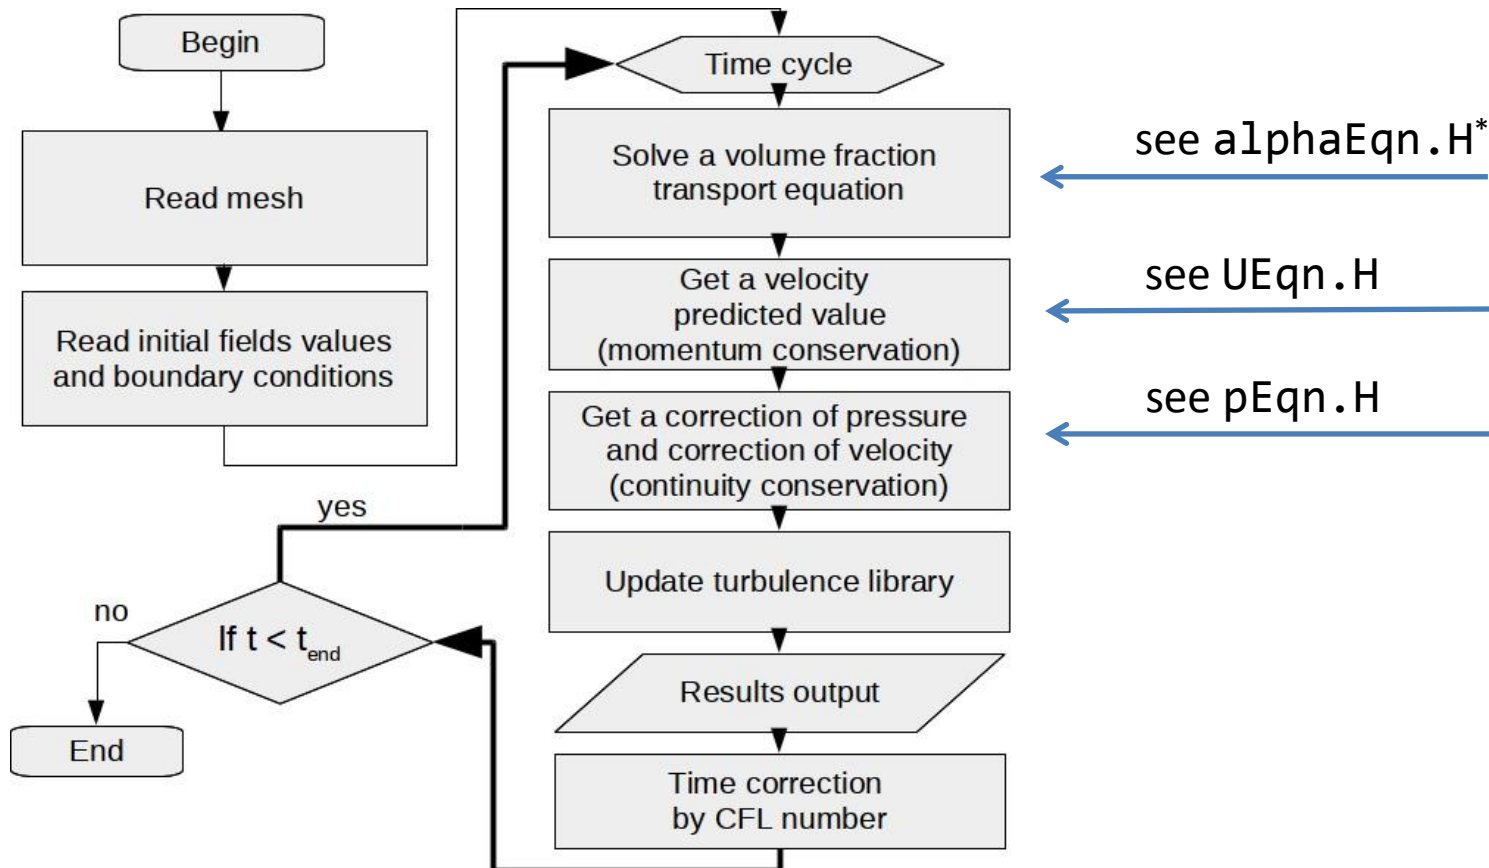 Begin
Read mesh
Read initial fields values
and boundary conditions
Time cycle
Solve a volume fraction
transport equation
see alphaEqn.H*
Get a velocity
predicted value
(momentum conservation)
see UEqn.H
Get a correction of pressure
and correction of velocity
(continuity conservation)
see pEqn.H
Update turbulence library
Results output
Time correction
by CFL number
If t < tend
yes
no
End